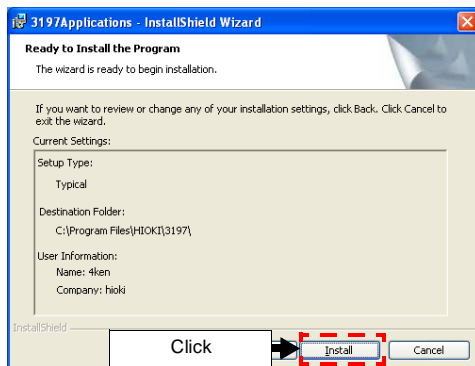 3197Applications - InstallShield Wizard
Ready to Install the Program
The wizard is ready to begin installation.
If you want to review or change any of your installation settings, click Back. Click Cancel to
exit the wizard.
Current Settings:
Setup Type:
Typical
Destination Folder:
C:\Program Files\HIOKI\3197\
User Information:
Name: 4ken
Company: hioki
InstallShield
Click
Install
Cancel